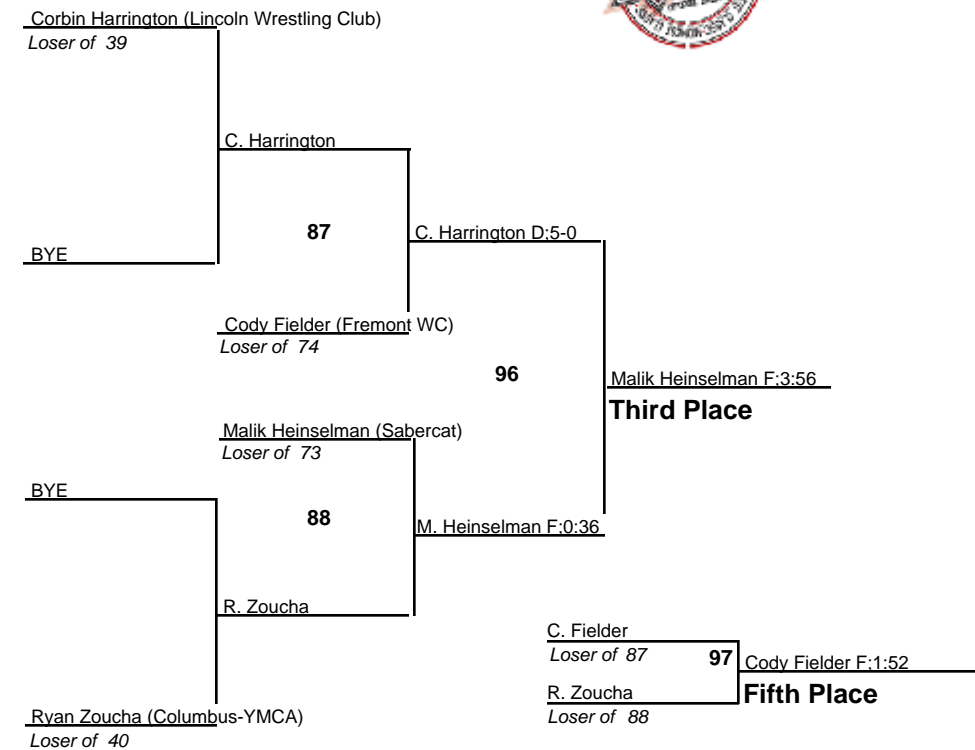 Corbin Harrington (Lincoln Wrestling Club)
Loser of 39
C. Harrington
87
C. Harrington D;5-0
BYE
Cody Fielder (Fremont WC)
Loser of 74
96
Malik Heinselman F;3:56
Third Place
Malik Heinselman (Sabercat)
Loser of 73
BYE
88
M. Heinselman F;0:36
R. Zoucha
C. Fielder
Loser of 87
97
Cody Fielder F;1:52
R. Zoucha
Fifth Place
Loser of 88
Ryan Zoucha (Columbus-YMCA)
Loser of 40